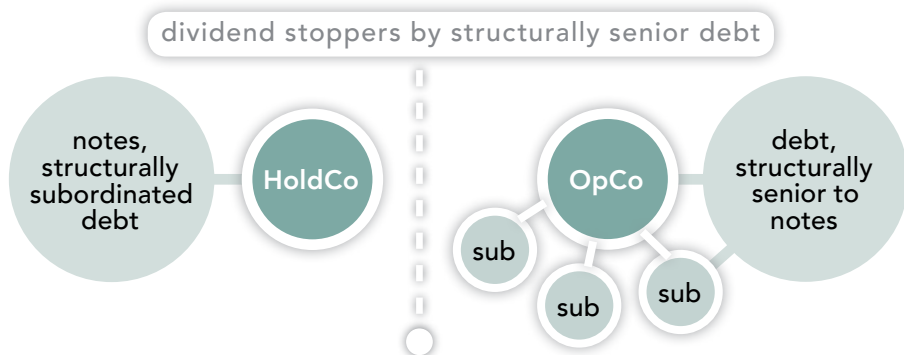 dividend stoppers by structurally senior debt
notes,
structurally
subordinated
debt
HoldCo
OpCo
debt,
structurally
senior to
notes
sub
sub
sub